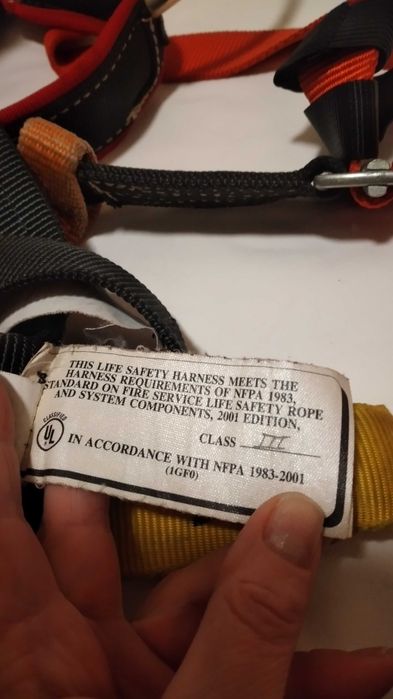 THIS LIFE SAFETY HARNESS MEETS THE
HARNESS REQUIREMENTS OF NFPA 1983,
STANDARD ON FIRE SERVICE LIFE SAFETY ROPE
AND SYSTEM COMPONENTS, 2001 EDITION,
CLASS III
CLASSIFIED
UL
IN ACCORDANCE WITH NFPA 1983-2001
(1GF0)